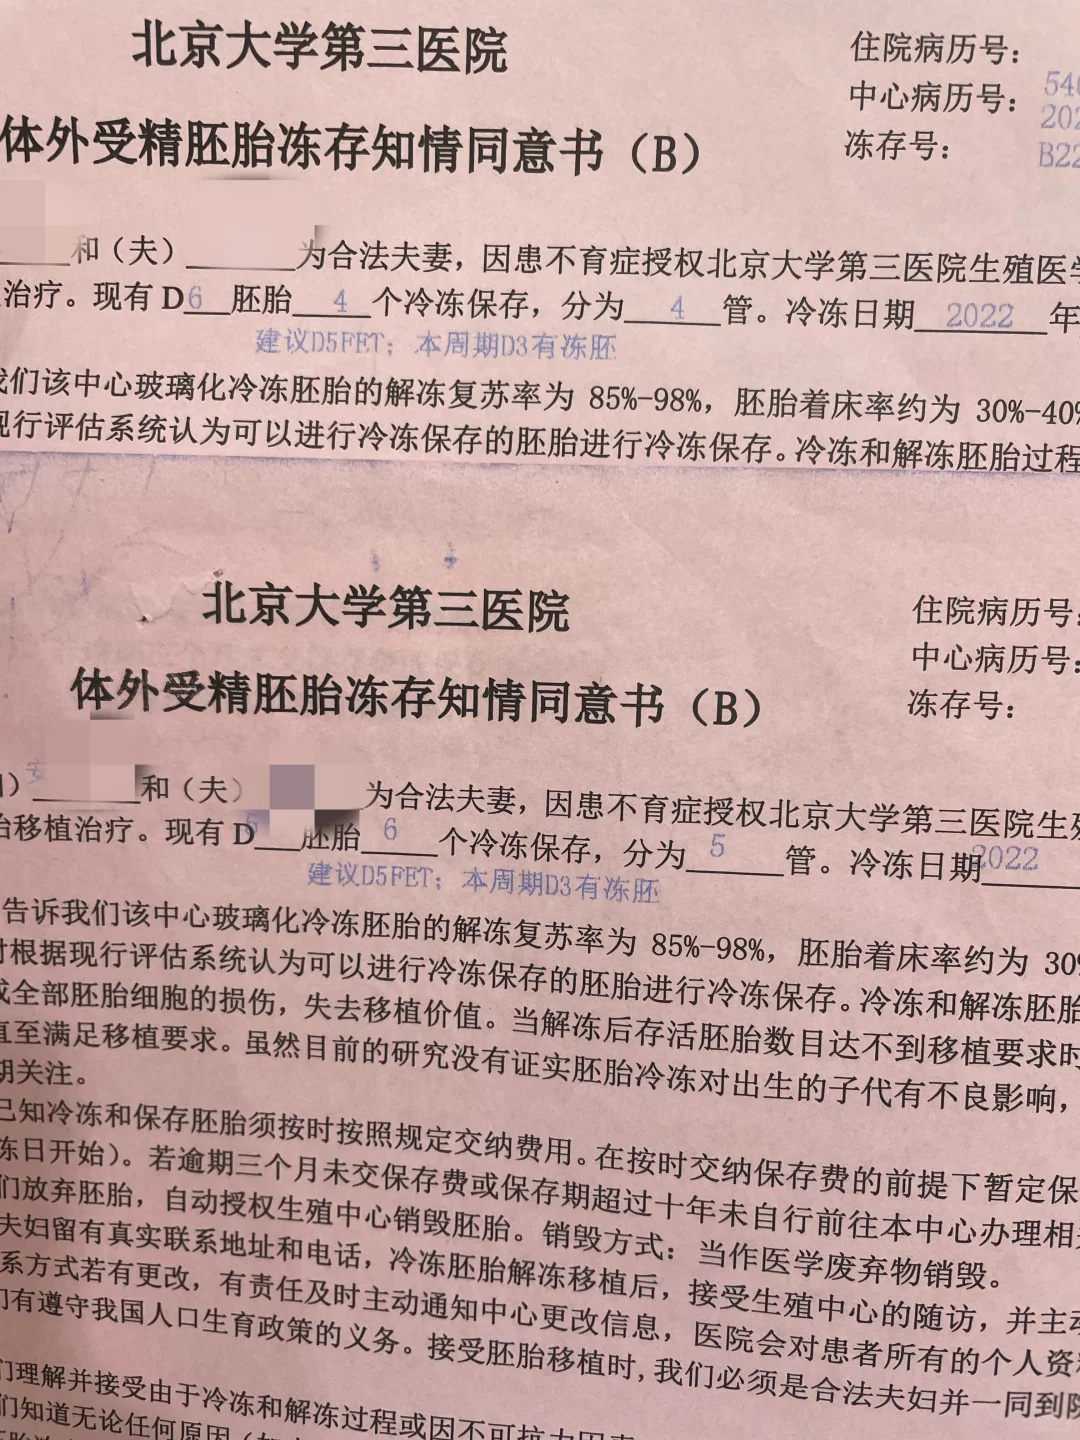 北京大学第三医院
住院病历号：
中心病历号：
540
202
冻存号：
B22
体外受精胚胎冻存知情同意书（B）
和（夫）为合法夫妻，因患不育症授权北京大学第三医院生殖医学
治疗。现有 D6 胚胎 4 个冷冻保存，分为 4 管。冷冻日期 2022 年
建议D5FET；本周期D3有冻胚
我们该中心玻璃化冷冻胚胎的解冻复苏率为 85%-98%，胚胎着床率约为 30%-40%
现行评估系统认为可以进行冷冻保存的胚胎进行冷冻保存。冷冻和解冻胚胎过程
北京大学第三医院
住院病历号：
中心病历号：
冻存号：
体外受精胚胎冻存知情同意书（B）
）安 和（夫）为合法夫妻，因患不育症授权北京大学第三医院生殖
胎移植治疗。现有 D5 胚胎 6 个冷冻保存，分为 5 管。冷冻日期 2022
建议D5FET；本周期D3有冻胚
告诉我们该中心玻璃化冷冻胚胎的解冻复苏率为 85%-98%，胚胎着床率约为 30%
时根据现行评估系统认为可以进行冷冻保存的胚胎进行冷冻保存。冷冻和解冻胚胎
或全部胚胎细胞的损伤，失去移植价值。当解冻后存活胚胎数目达不到移植要求时
直至满足移植要求。虽然目前的研究没有证实胚胎冷冻对出生的子代有不良影响，
期关注。
已知冷冻和保存胚胎须按时按照规定交纳费用。在按时交纳保存费的前提下暂定保
冻日开始）。若逾期三个月未交保存费或保存期超过十年未自行前往本中心办理相关
们放弃胚胎，自动授权生殖中心销毁胚胎。销毁方式：当作医学废弃物销毁。
夫妇留有真实联系地址和电话，冷冻胚胎解冻移植后，接受生殖中心的随访，并主动
系方式若有更改，有责任及时主动通知中心更改信息，医院会对患者所有的个人资料
们有遵守我国人口生育政策的义务。接受胚胎移植时，我们必须是合法夫妇并一同到院
们理解并接受由于冷冻和解冻过程或因不可抗力因素
们知道无论任何原因（